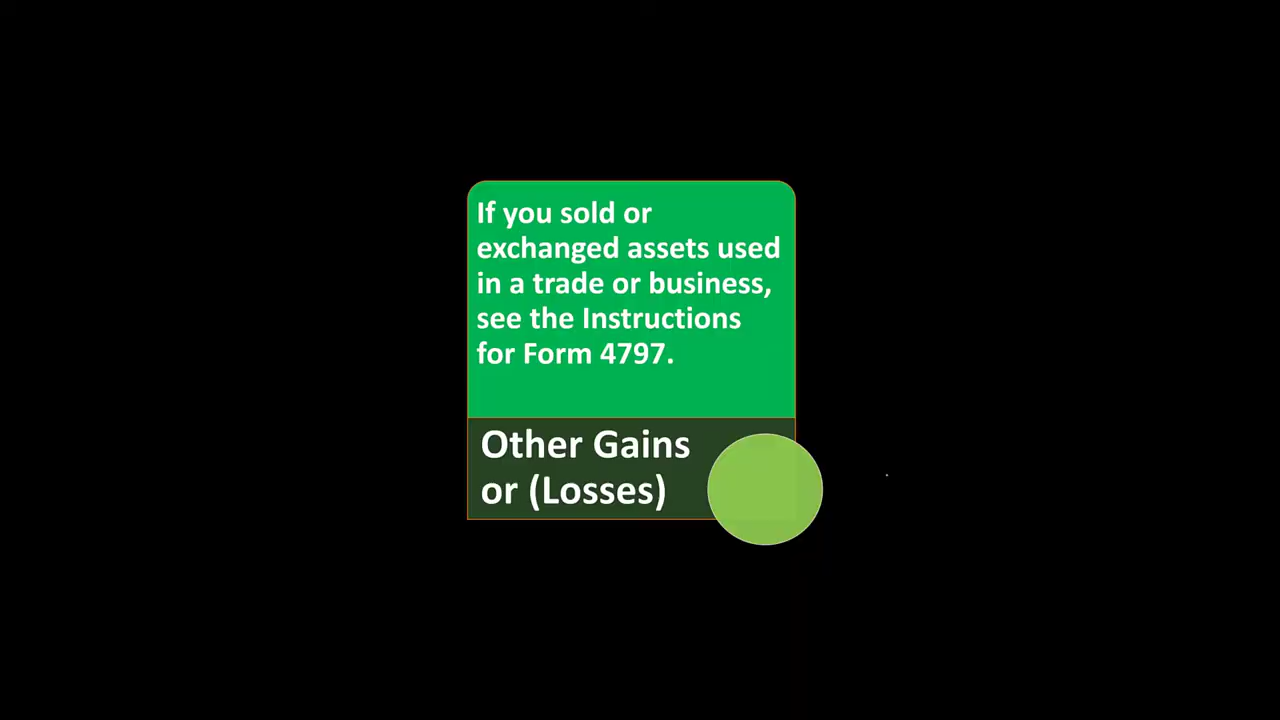 If you sold or
exchanged assets used
in a trade or business,
see the Instructions
for Form 4797.
Other Gains
or (Losses)